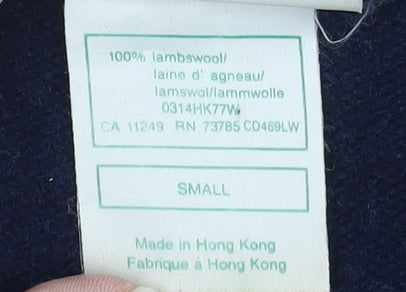 100% lambswool/
laine d' agneau/
lamswol/lammwolle
0314HK77W
CA 11249 RN 73785 CD469LW
SMALL
Made in Hong Kong
Fabrique à Hong Kong